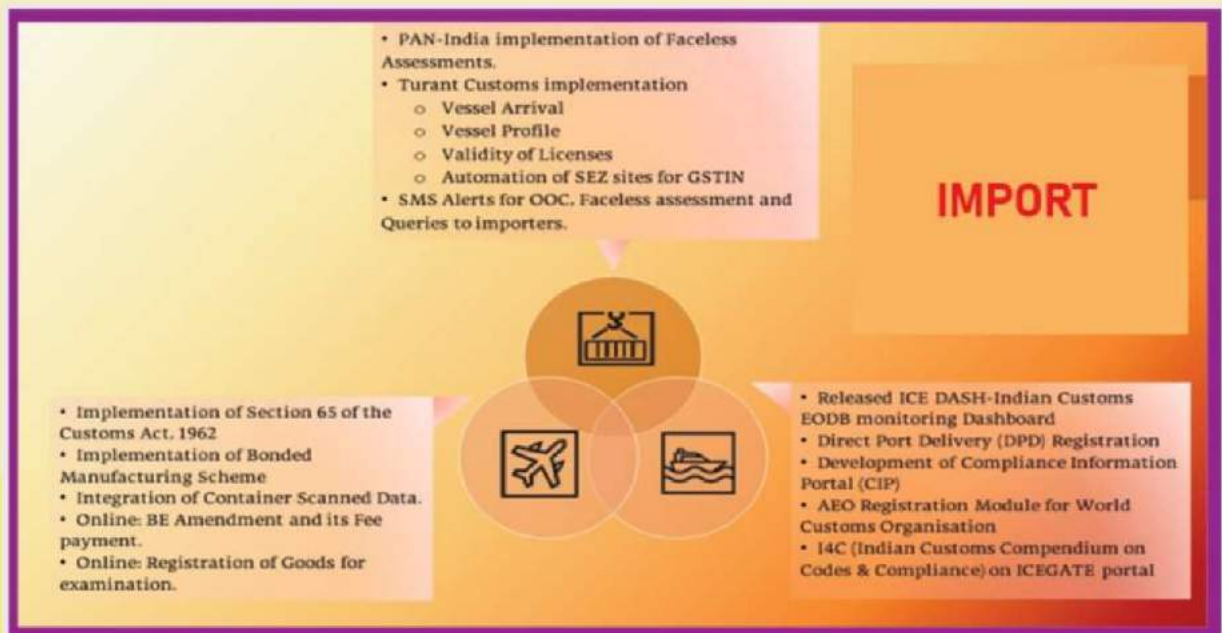 • PAN-India implementation of Faceless
Assessments.
• Turant Customs implementation
o Vessel Arrival
o Vessel Profile
o Validity of Licenses
o Automation of SEZ sites for GSTIN
• SMS Alerts for OOC, Faceless assessment and
Queries to importers.
IMPORT
• Implementation of Section 65 of the
Customs Act, 1962
• Implementation of Bonded
Manufacturing Scheme
• Integration of Container Scanned Data.
• Online: BE Amendment and its Fee
payment.
• Online: Registration of Goods for
examination.
• Released ICE DASH-Indian Customs
EODB monitoring Dashboard
• Direct Port Delivery (DPD) Registration
• Development of Compliance Information
Portal (CIP)
• AEO Registration Module for World
Customs Organisation
• I4C (Indian Customs Compendium on
Codes & Compliance) on ICEGATE portal